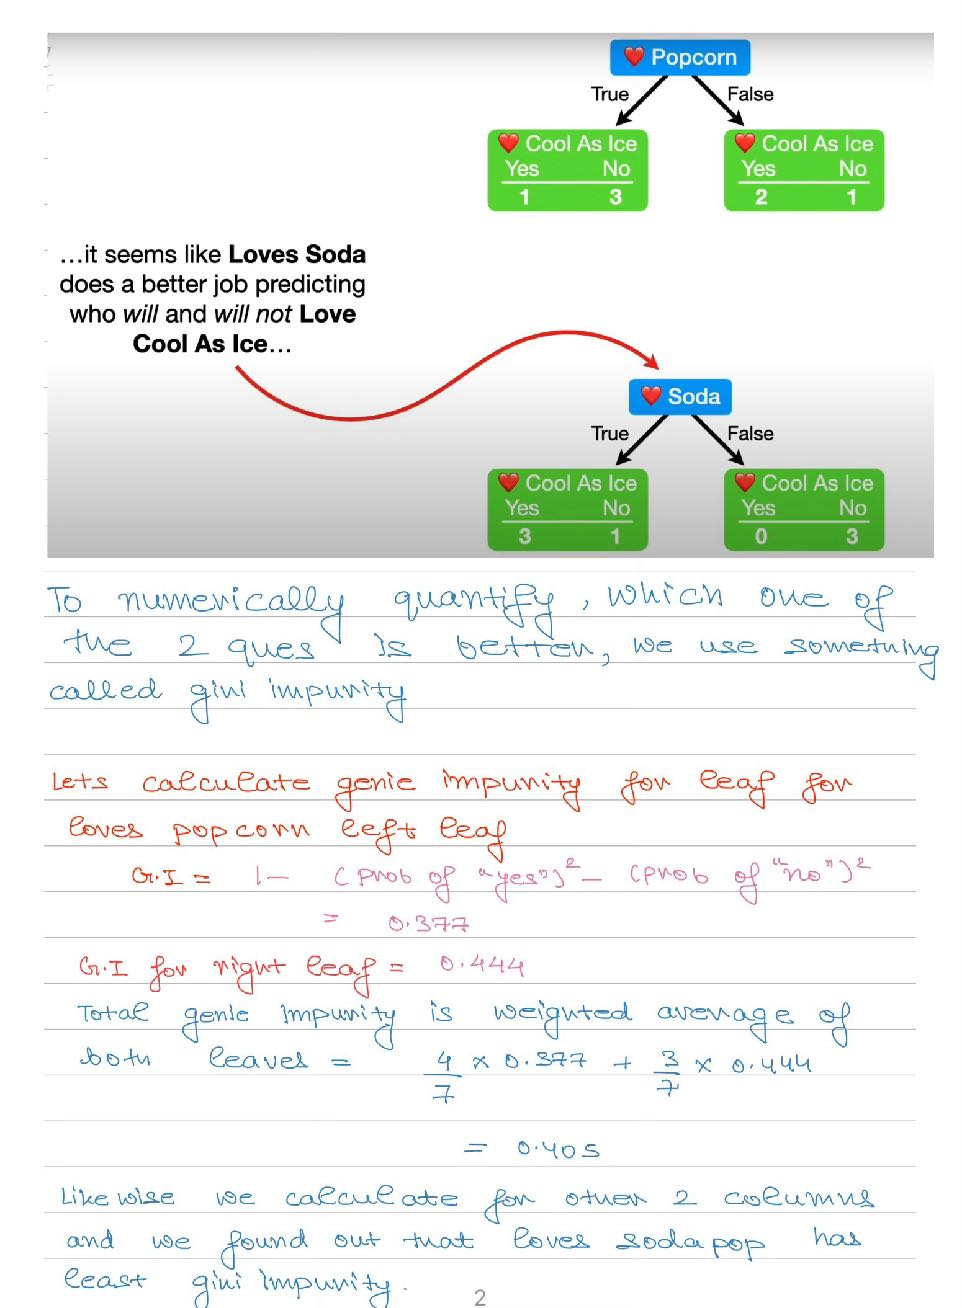 ❤️ Popcorn
True False
❤️ Cool As Ice ❤️ Cool As Ice
Yes No Yes No
1 3 2 1
...it seems like Loves Soda
does a better job predicting
who will and will not Love
Cool As Ice...
❤️ Soda
True False
❤️ Cool As Ice ❤️ Cool As Ice
Yes No Yes No
3 1 0 3
To numerically quantify, which one of
the 2 ques is better, we use something
called gini impurity
Lets calculate genie impurity for leaf for
loves popcorn left leaf
G.I = 1 - (prob of "yes")² - (prob of "no")²
= 0.377
G.I for right leaf = 0.444
Total genie impurity is weighted average of
both leaves = 4/7 × 0.377 + 3/7 × 0.444
= 0.405
Likewise we calculate for other 2 columns
and we found out that loves sodapop has
least gini impurity.
2